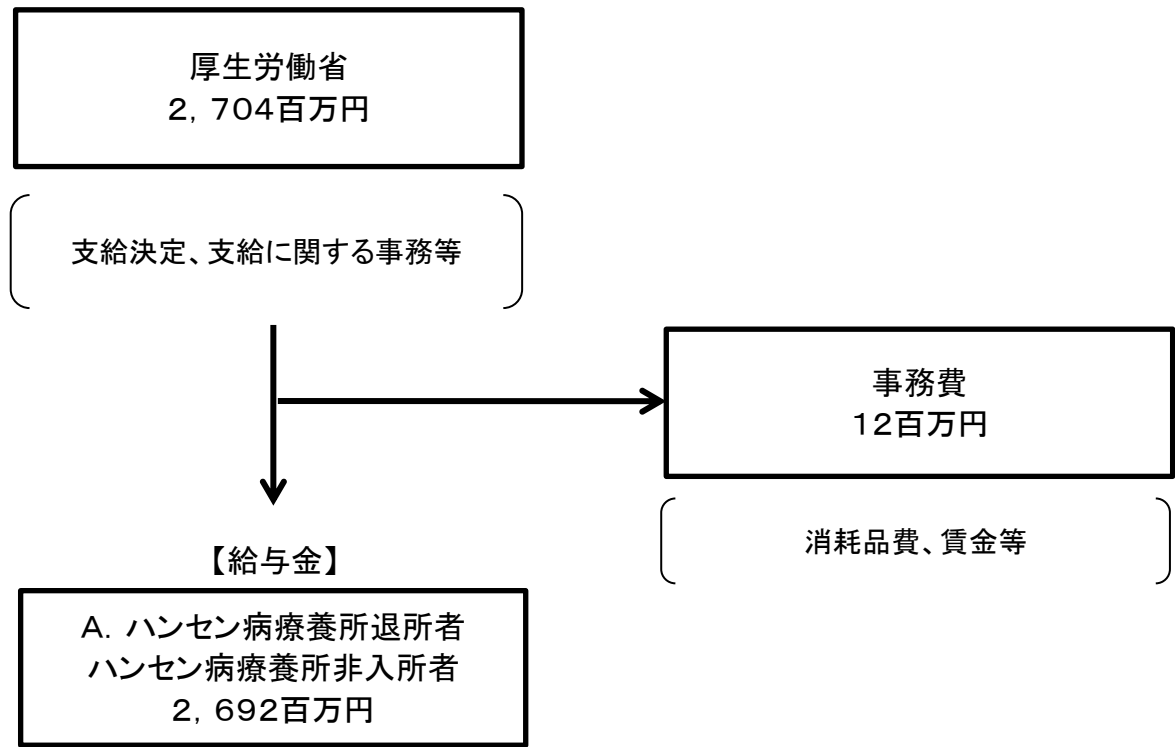 厚生労働省
２，７０４百万円
支給決定、支給に関する事務等
事務費
１２百万円
消耗品費、賃金等
【給与金】
Ａ．ハンセン病療養所退所者
ハンセン病療養所非入所者
２，６９２百万円